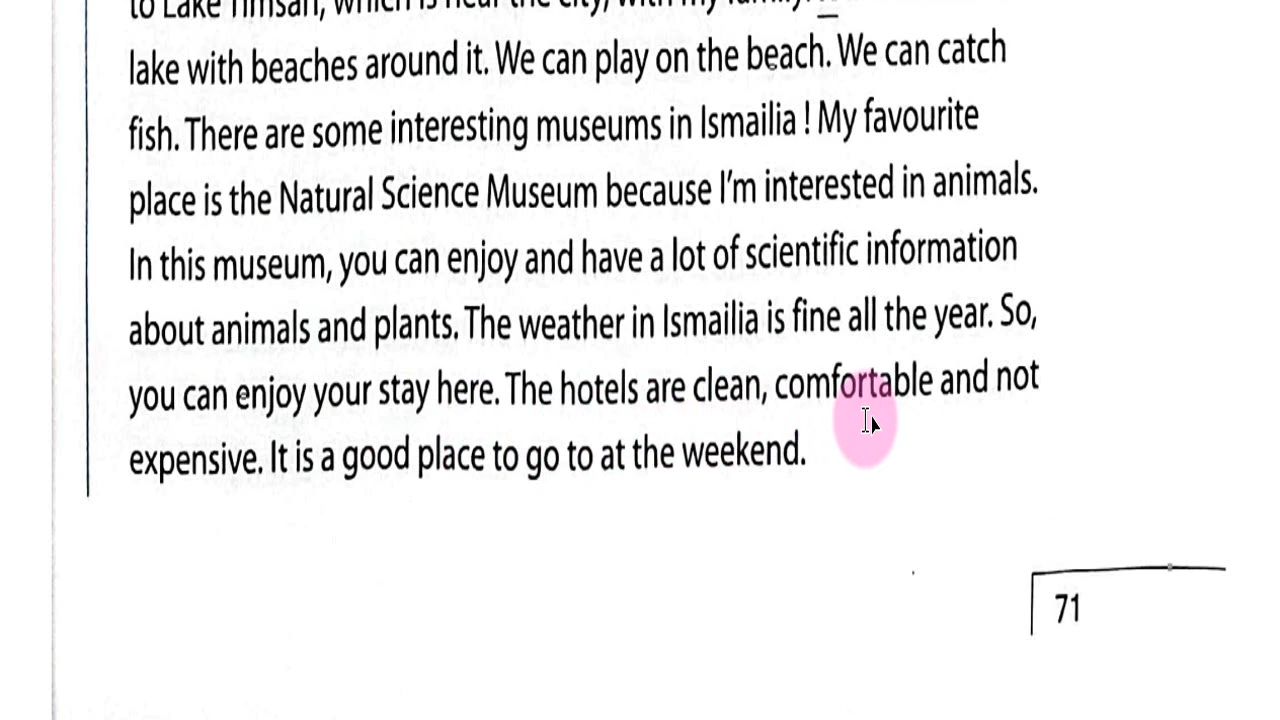 to Lake Timsah, which is near the city, with my family.
lake with beaches around it. We can play on the beach. We can catch
fish. There are some interesting museums in Ismailia ! My favourite
place is the Natural Science Museum because I'm interested in animals.
In this museum, you can enjoy and have a lot of scientific information
about animals and plants. The weather in Ismailia is fine all the year. So,
you can enjoy your stay here. The hotels are clean, comfortable and not
expensive. It is a good place to go to at the weekend.
71